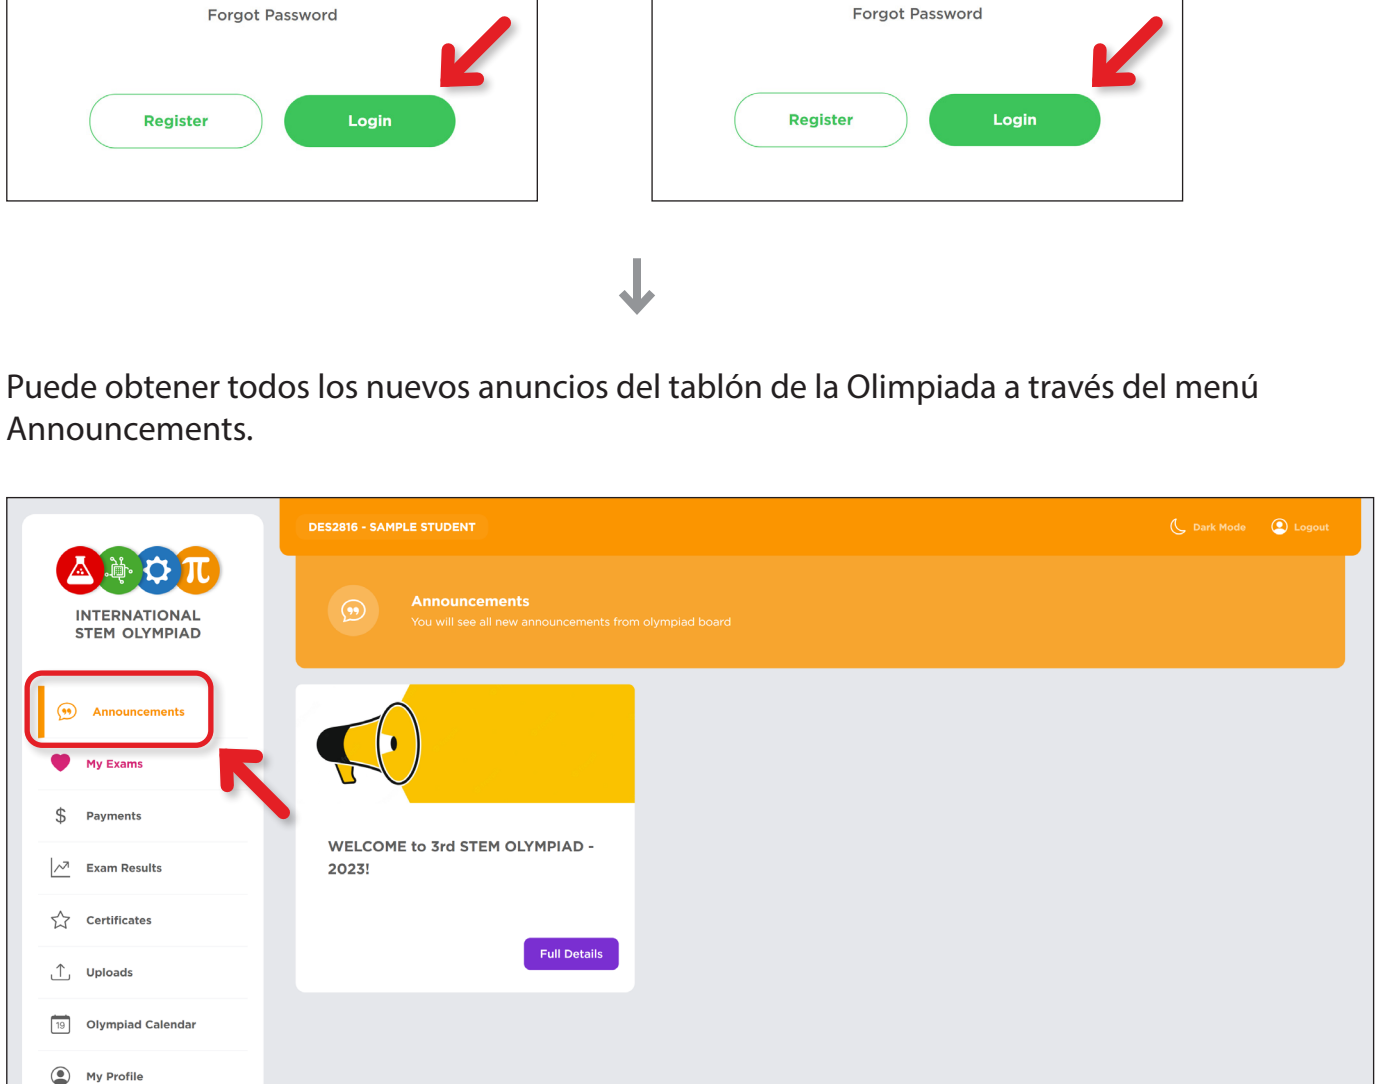 Forgot Password
Register
Login
Forgot Password
Register
Login
Puede obtener todos los nuevos anuncios del tablón de la Olimpiada a través del menú
Announcements.
π
INTERNATIONAL
STEM OLYMPIAD
Announcements
My Exams
$ Payments
Exam Results
Certificates
Uploads
19 Olympiad Calendar
My Profile
DES2816 - SAMPLE STUDENT
Dark Mode
Logout
Announcements
You will see all new announcements from olympiad board
WELCOME to 3rd STEM OLYMPIAD -
2023!
Full Details